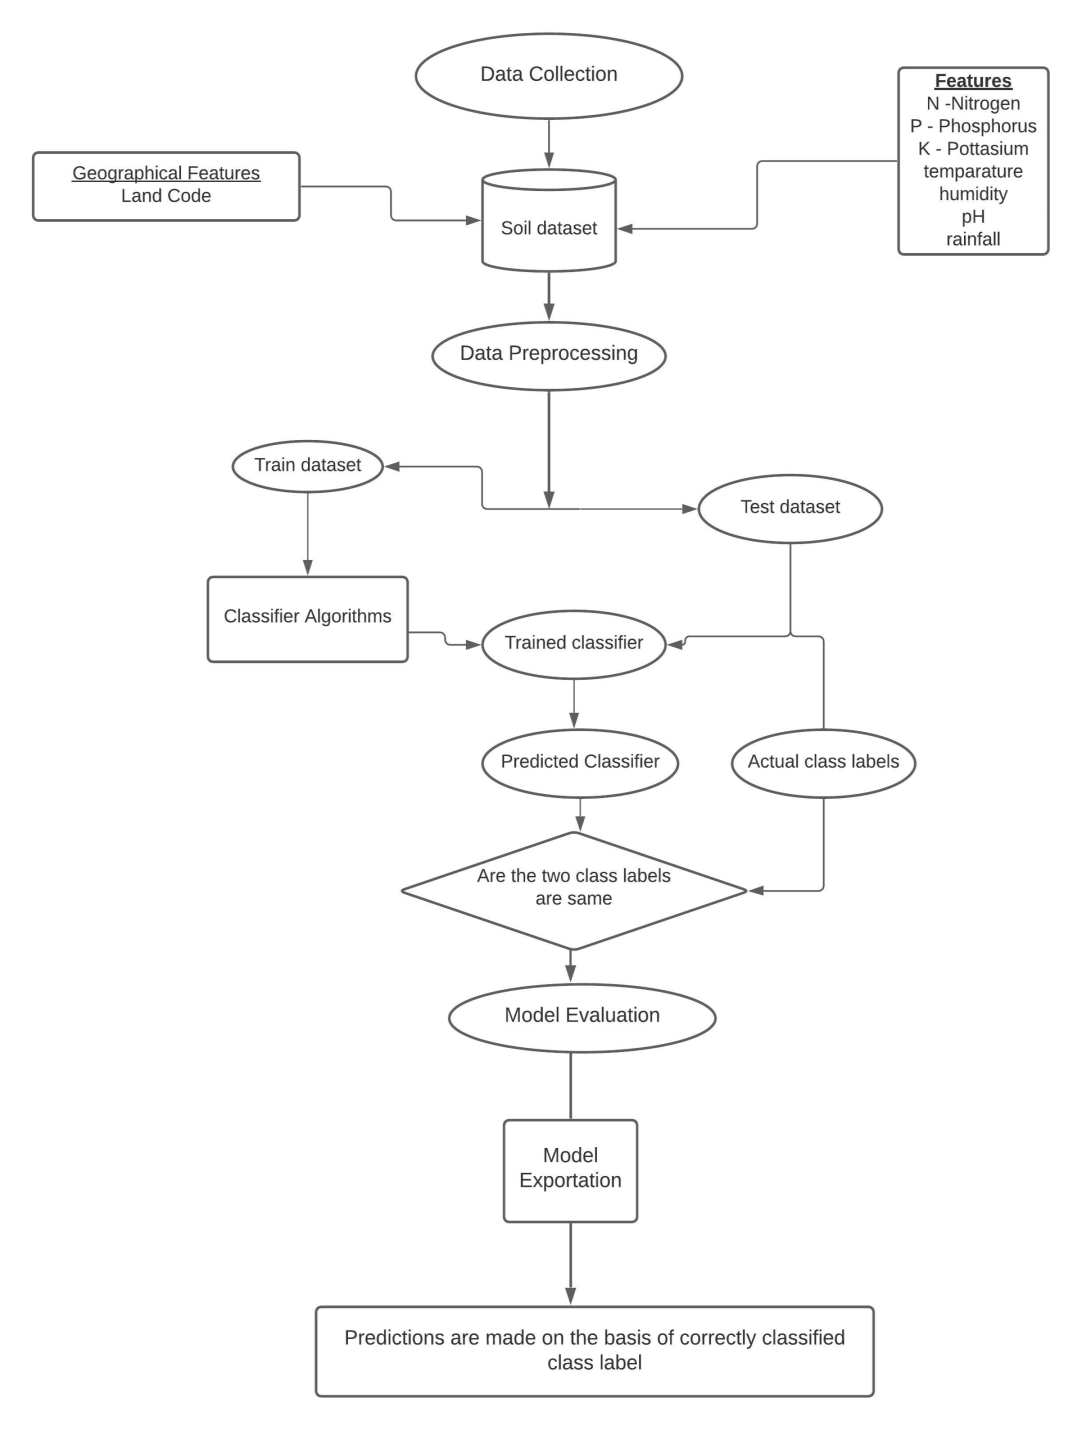 Data Collection
Features
N -Nitrogen
P - Phosphorus
K - Pottasium
temparature
humidity
pH
rainfall
Geographical Features
Land Code
Soil dataset
Data Preprocessing
Train dataset
Test dataset
Classifier Algorithms
Trained classifier
Predicted Classifier
Actual class labels
Are the two class labels
are same
Model Evaluation
Model
Exportation
Predictions are made on the basis of correctly classified
class label